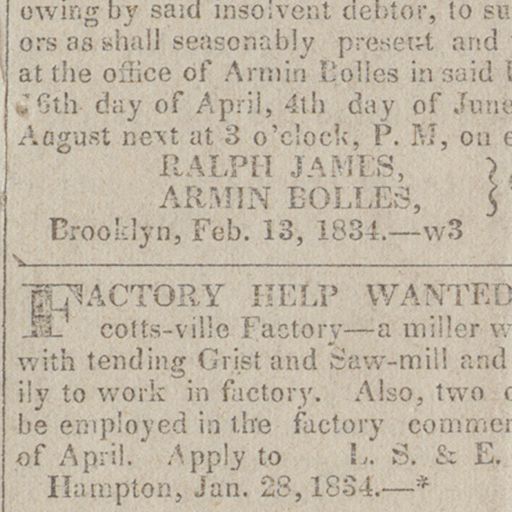 owing by said insolvent debtor, to su
ors as shall seasonably present and
at the office of Armin Bolles in said
16th day of April, 4th day of June
August next at 3 o'clock, P. M, on e
RALPH JAMES,
ARMIN BOLLES, }
Brooklyn, Feb. 13, 1834.—w3
FACTORY HELP WANTED
cotts-ville Factory—a miller w
with tending Grist and Saw-mill and
ily to work in factory. Also, two
be employed in the factory commen
of April. Apply to L. S. & E.
Hampton, Jan. 28, 1834.—*